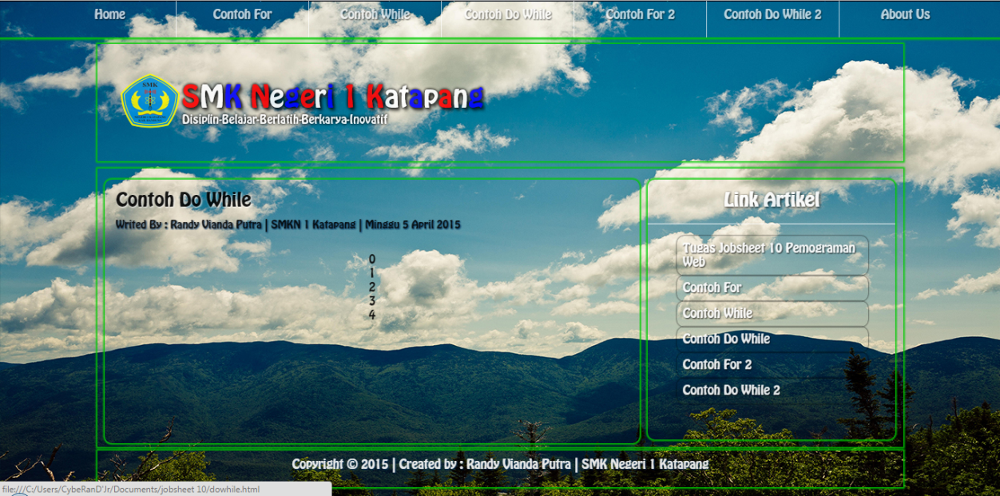 Home
Contoh For
Contoh While
Contoh Do While
Contoh For 2
Contoh Do While 2
About Us
SMK
SMK Negeri 1 Katapang
Disiplin-Belajar-Berlatih-Berkarya-Inovatif
Contoh Do While
Writed By : Randy Vianda Putra | SMKN 1 Katapang | Minggu 5 April 2015
0
1
2
3
4
Link Artikel
Tugas Jobsheet 10 Pemograman
Web
Contoh For
Contoh While
Contoh Do While
Contoh For 2
Contoh Do While 2
Copyright © 2015 | Created by : Randy Vianda Putra | SMK Negeri 1 Katapang
file:///C:/Users/CybeRanD'Jr/Documents/jobsheet 10/dowhile.html